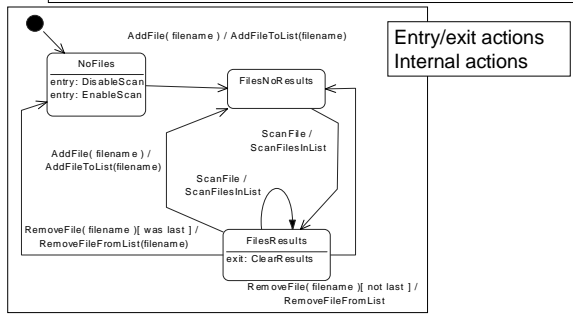 AddFile( filename ) / AddFileToList(filename)
Entry/exit actions
Internal actions
NoFiles
entry: DisableScan
entry: EnableScan
FilesNoResults
ScanFile /
ScanFilesInList
AddFile( filename ) /
AddFileToList(filename)
ScanFile /
ScanFilesInList
RemoveFile( filename )[ was last ] /
RemoveFileFromList(filename)
FilesResults
exit: ClearResults
RemoveFile( filename )[ not last ] /
RemoveFileFromList